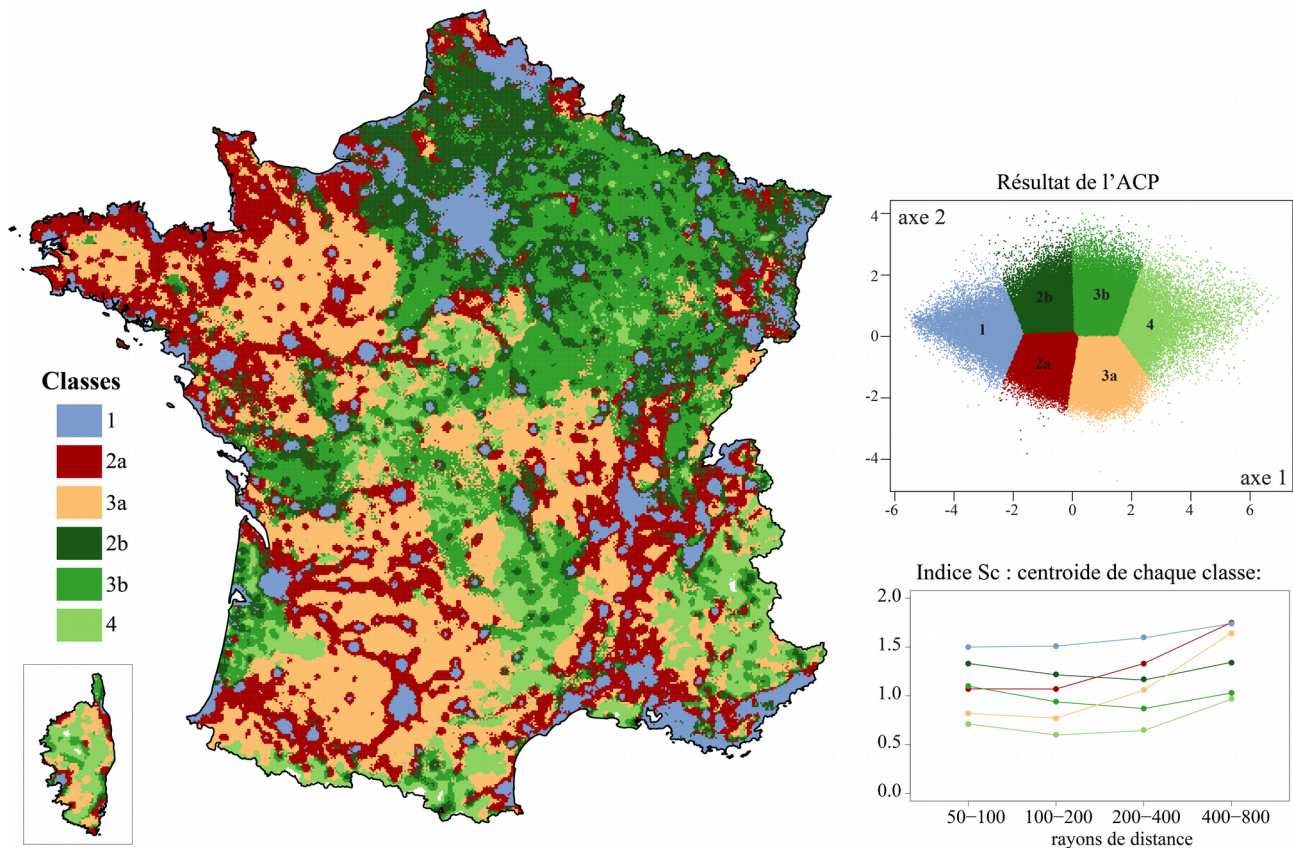 Classes
1
2a
3a
2b
3b
4
Résultat de l'ACP
axe 2
4
2
0
-2
-4
2b
3b
1
4
2a
3a
axe 1
-6
-4
-2
0
2
4
6
Indice Sc : centroide de chaque classe:
2.0
1.5
1.0
0.5
0.0
50−100
100−200
200−400
400−800
rayons de distance